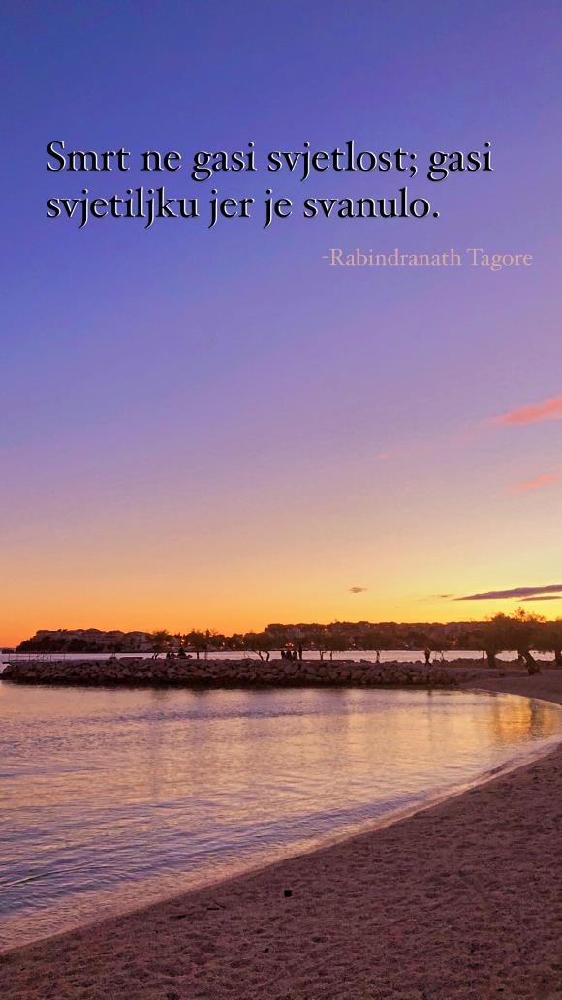 Smrt ne gasi svjetlost; gasi
svjetiljku jer je svanulo.
-Rabindranath Tagore